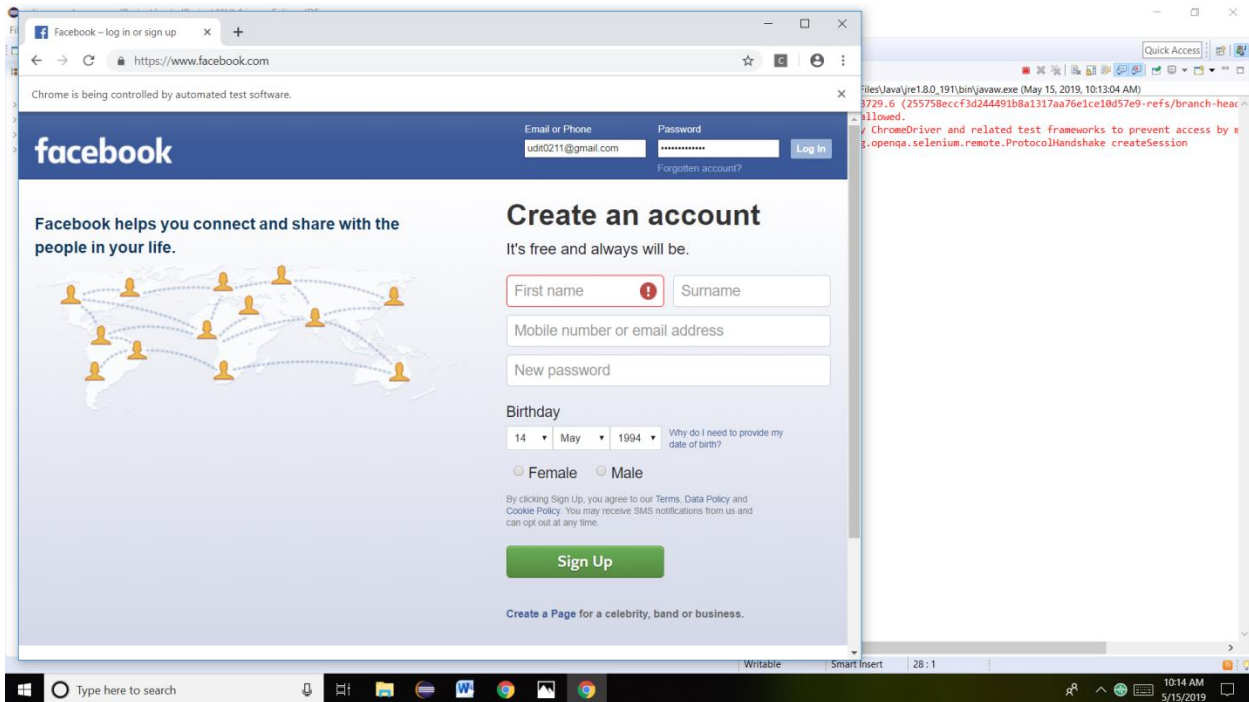 Facebook – log in or sign up
https://www.facebook.com
Quick Access
Chrome is being controlled by automated test software.
Files\Java\jre1.8.0_191\bin\javaw.exe (May 15, 2019, 10:13:04 AM)
3729.6 (255758eccf3d244491b8a1317aa76e1ce10d57e9-refs/branch-heac
allowed.
y ChromeDriver and related test frameworks to prevent access by m
g.openqa.selenium.remote.ProtocolHandshake createSession
facebook
Email or Phone
Password
udit0211@gmail.com
•••••••••••••
Log In
Forgotten account?
Facebook helps you connect and share with the
people in your life.
Create an account
It's free and always will be.
First name
Surname
Mobile number or email address
New password
Birthday
14 May 1994
Why do I need to provide my
date of birth?
Female Male
By clicking Sign Up, you agree to our Terms, Data Policy and
Cookie Policy. You may receive SMS notifications from us and
can opt out at any time.
Sign Up
Create a Page for a celebrity, band or business.
Writable
Smart Insert
28 : 1
Type here to search
10:14 AM
5/15/2019